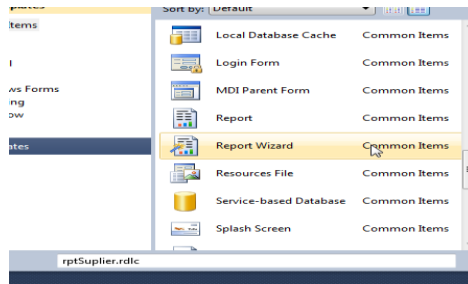 Sort by: Default
tems
Local Database Cache Common Items
Login Form Common Items
ws Forms
MDI Parent Form Common Items
ng
ow
Report Common Items
ates
Report Wizard Common Items
Resources File Common Items
Service-based Database Common Items
Splash Screen Common Items
rptSuplier.rdlc